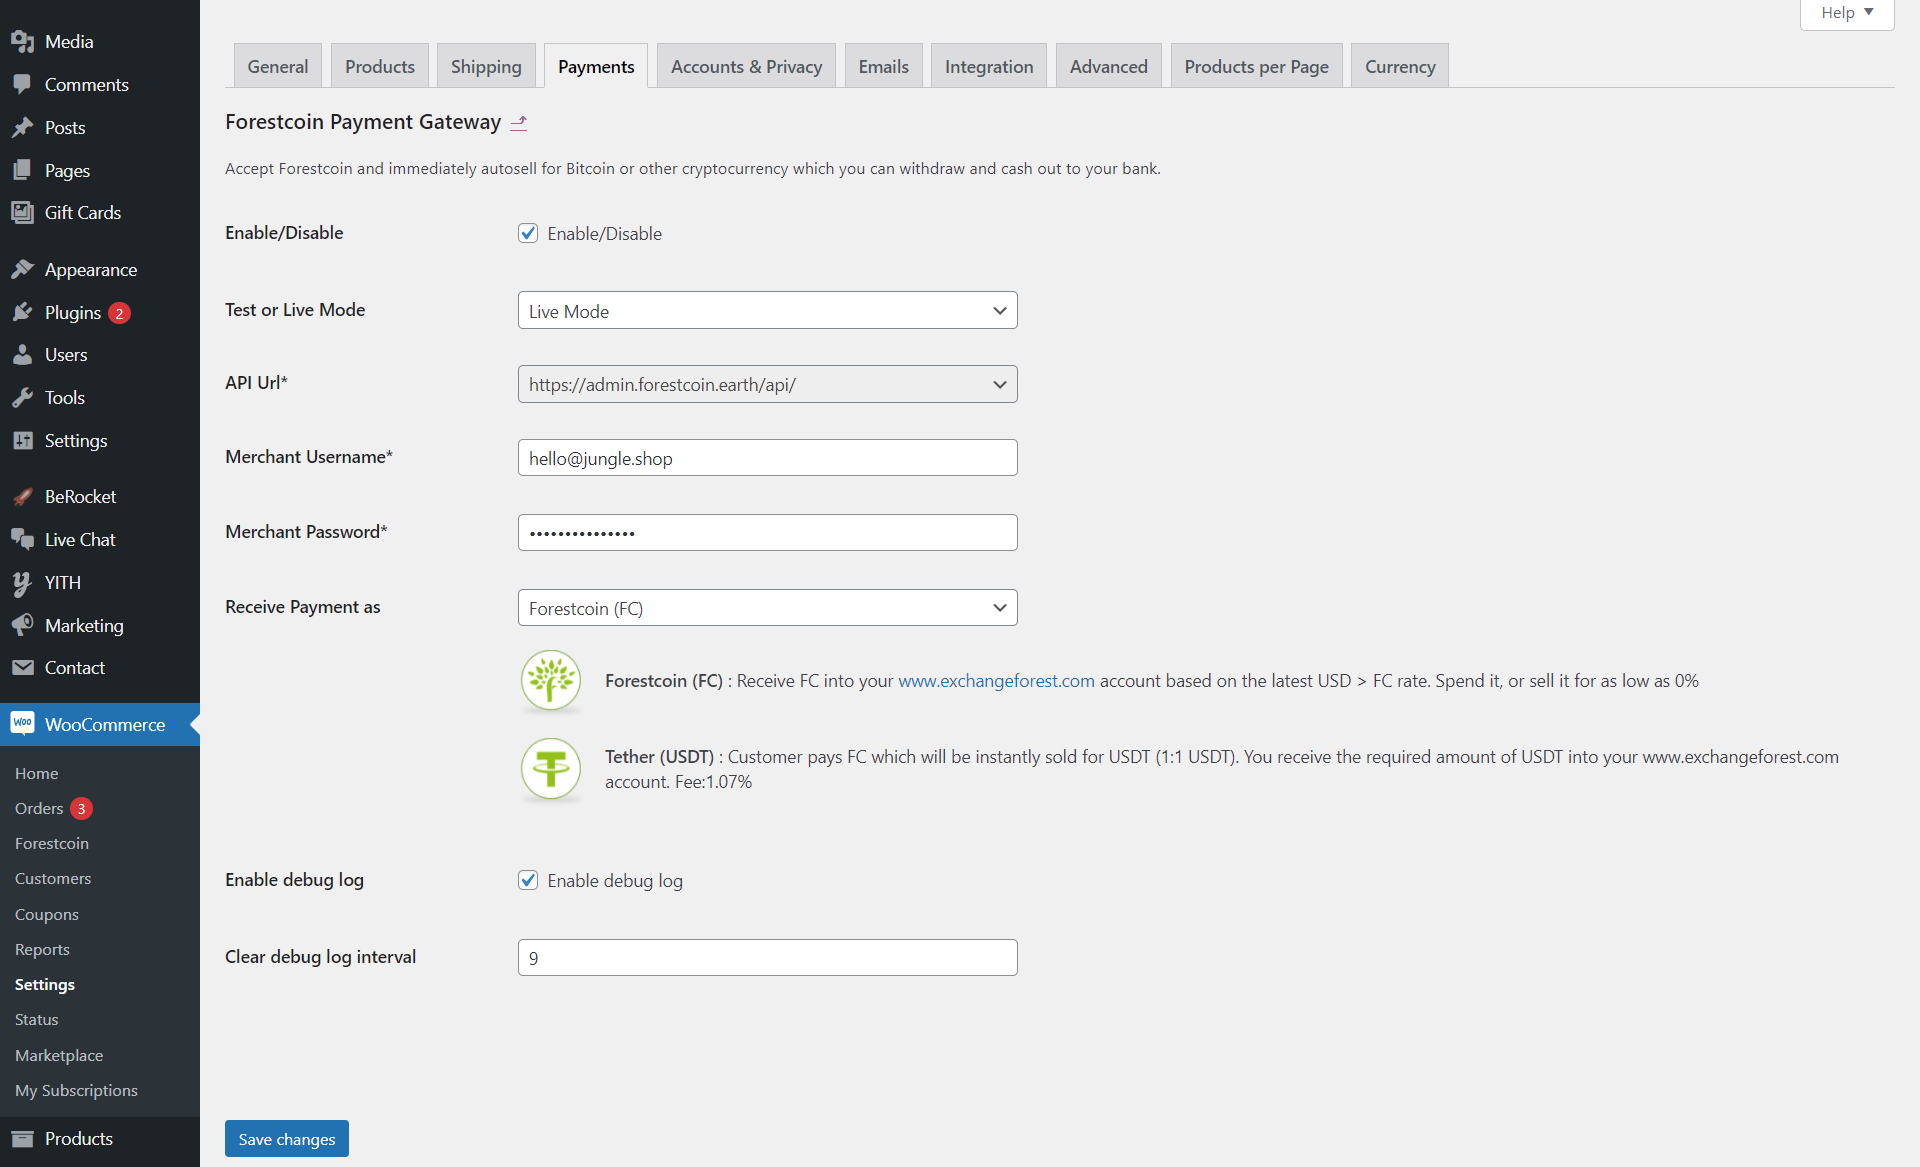 Media
Comments
Posts
Pages
Gift Cards
Appearance
Plugins 2
Users
Tools
Settings
BeRocket
Live Chat
YITH
Marketing
Contact
Woo WooCommerce
Home
Orders 3
Forestcoin
Customers
Coupons
Reports
Settings
Status
Marketplace
My Subscriptions
Products
Help
General Products Shipping Payments Accounts & Privacy Emails Integration Advanced Products per Page Currency
Forestcoin Payment Gateway
Accept Forestcoin and immediately autosell for Bitcoin or other cryptocurrency which you can withdraw and cash out to your bank.
Enable/Disable Enable/Disable
Test or Live Mode Live Mode
API Url* https://admin.forestcoin.earth/api/
Merchant Username* hello@jungle.shop
Merchant Password* •••••••••••••••
Receive Payment as Forestcoin (FC)
Forestcoin (FC) : Receive FC into your www.exchangeforest.com account based on the latest USD > FC rate. Spend it, or sell it for as low as 0%
Tether (USDT) : Customer pays FC which will be instantly sold for USDT (1:1 USDT). You receive the required amount of USDT into your www.exchangeforest.com
account. Fee:1.07%
Enable debug log Enable debug log
Clear debug log interval 9
Save changes